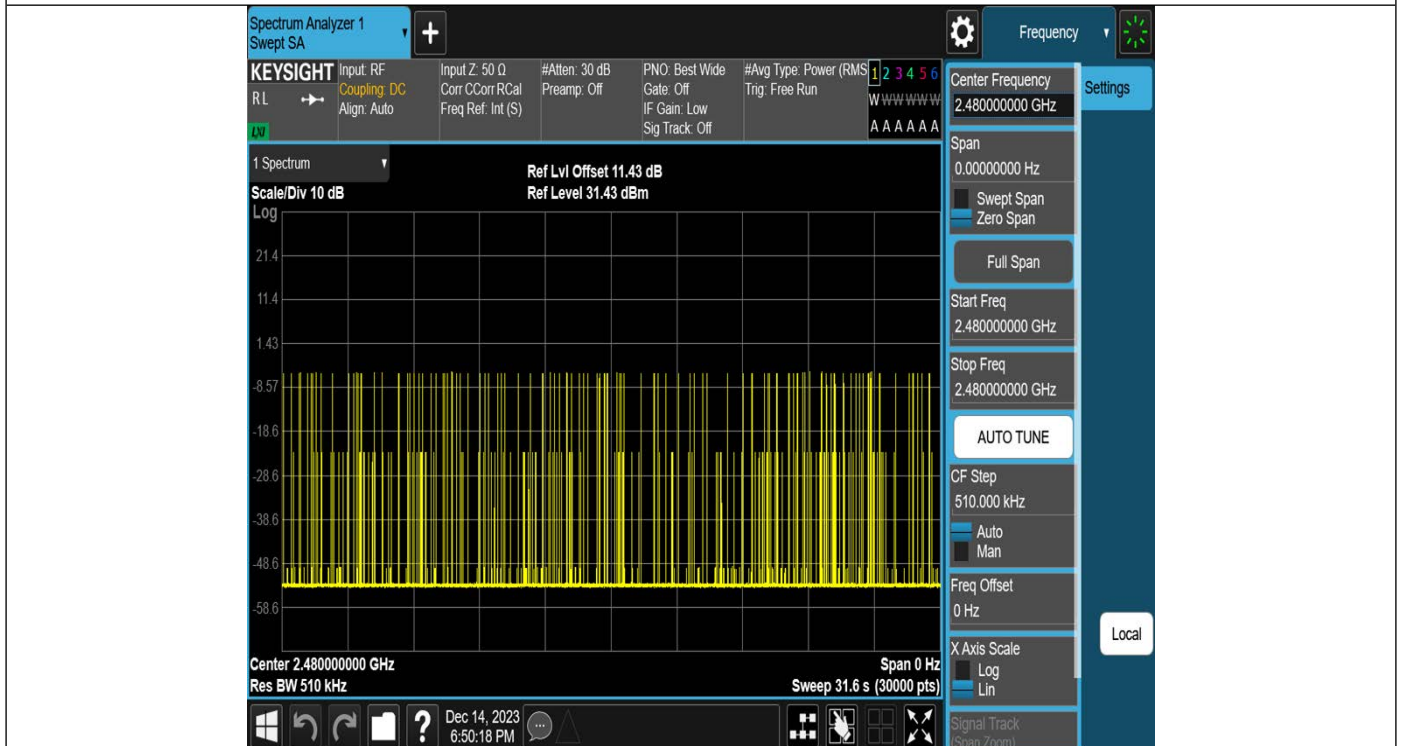 Spectrum Analyzer 1
Swept SA
Frequency
KEYSIGHT
RL
LXI
Input: RF
Coupling: DC
Align: Auto
Input Z: 50 Ω
Corr CCorr RCal
Freq Ref: Int (S)
#Atten: 30 dB
Preamp: Off
PNO: Best Wide
Gate: Off
IF Gain: Low
Sig Track: Off
#Avg Type: Power (RMS
Trig: Free Run
1 2 3 4 5 6
W W W W W W
A A A A A A
1 Spectrum
Scale/Div 10 dB
Log
Ref Lvl Offset 11.43 dB
Ref Level 31.43 dBm
21.4
11.4
1.43
-8.57
-18.6
-28.6
-38.6
-48.6
-58.6
Center 2.480000000 GHz
Res BW 510 kHz
Span 0 Hz
Sweep 31.6 s (30000 pts)
Center Frequency
2.480000000 GHz
Settings
Span
0.00000000 Hz
Swept Span
Zero Span
Full Span
Start Freq
2.480000000 GHz
Stop Freq
2.480000000 GHz
AUTO TUNE
CF Step
510.000 kHz
Auto
Man
Freq Offset
0 Hz
X Axis Scale
Log
Lin
Local
Signal Track
(Span Zoom)
?
Dec 14, 2023
6:50:18 PM